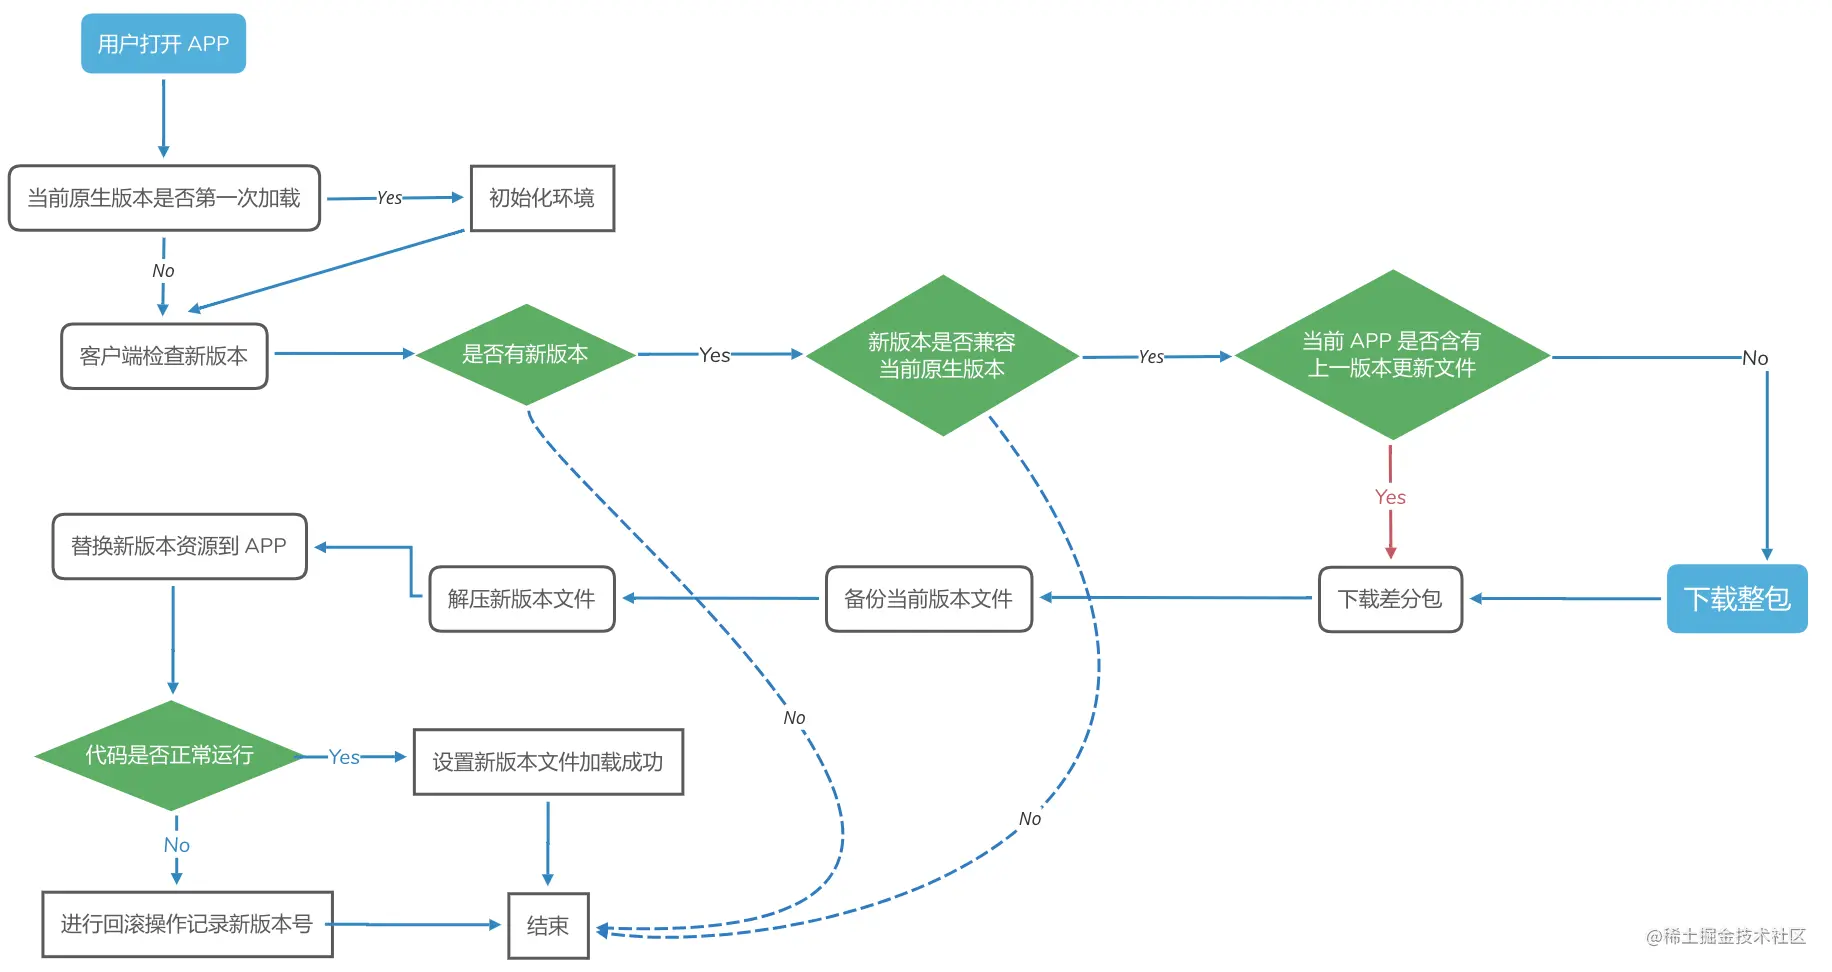 用户打开 APP
当前原生版本是否第一次加载
Yes
初始化环境
No
客户端检查新版本
是否有新版本
Yes
新版本是否兼容
当前原生版本
Yes
当前 APP 是否含有
上一版本更新文件
No
Yes
替换新版本资源到 APP
解压新版本文件
备份当前版本文件
下载差分包
下载整包
No
代码是否正常运行
Yes
设置新版本文件加载成功
No
No
进行回滚操作记录新版本号
结束
@稀土掘金技术社区